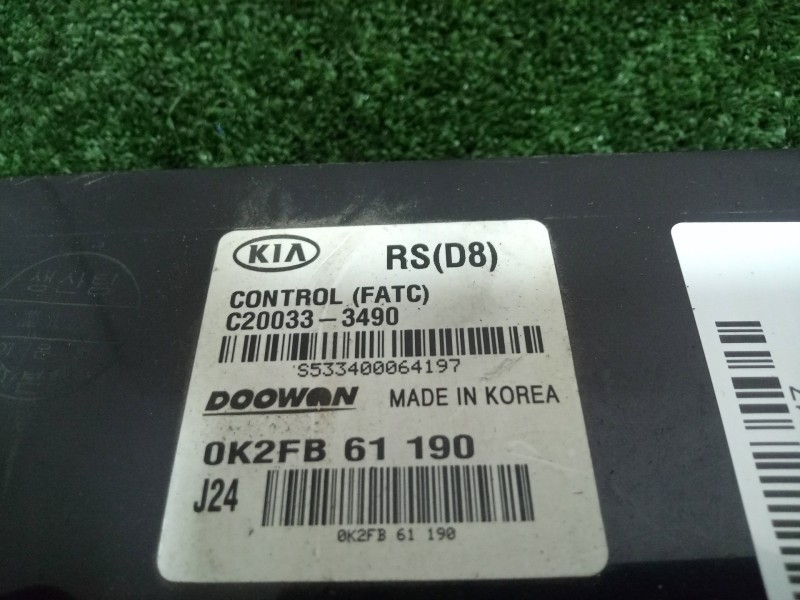 KIA RS(D8)
CONTROL (FATC)
C20033-3490
S533400064197
DOOWON MADE IN KOREA
0K2FB 61 190
J24
0K2FB 61 190